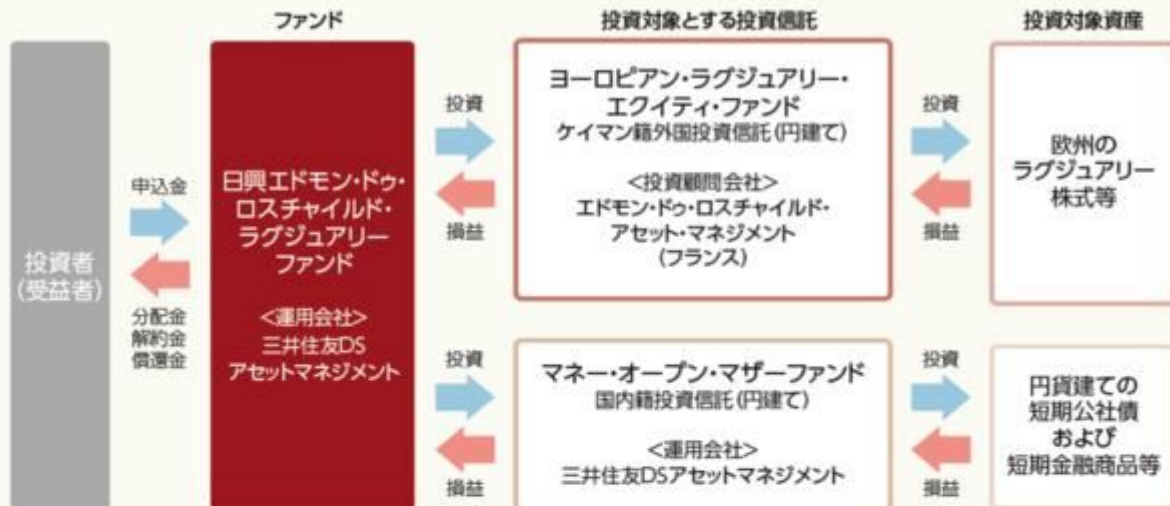 ファンド
投資対象とする投資信託
投資対象資産
投資者
(受益者)
申込金
分配金
解約金
償還金
日興エドモン・ドゥ・
ロスチャイルド・
ラグジュアリー
ファンド
<運用会社>
三井住友DS
アセットマネジメント
投資
損益
ヨーロピアン・ラグジュアリー・
エクイティ・ファンド
ケイマン籍外国投資信託(円建て)
<投資顧問会社>
エドモン・ドゥ・ロスチャイルド・
アセット・マネジメント
(フランス)
投資
損益
欧州の
ラグジュアリー
株式等
投資
損益
マネー・オープン・マザーファンド
国内籍投資信託(円建て)
<運用会社>
三井住友DSアセットマネジメント
投資
損益
円貨建ての
短期公社債
および
短期金融商品等